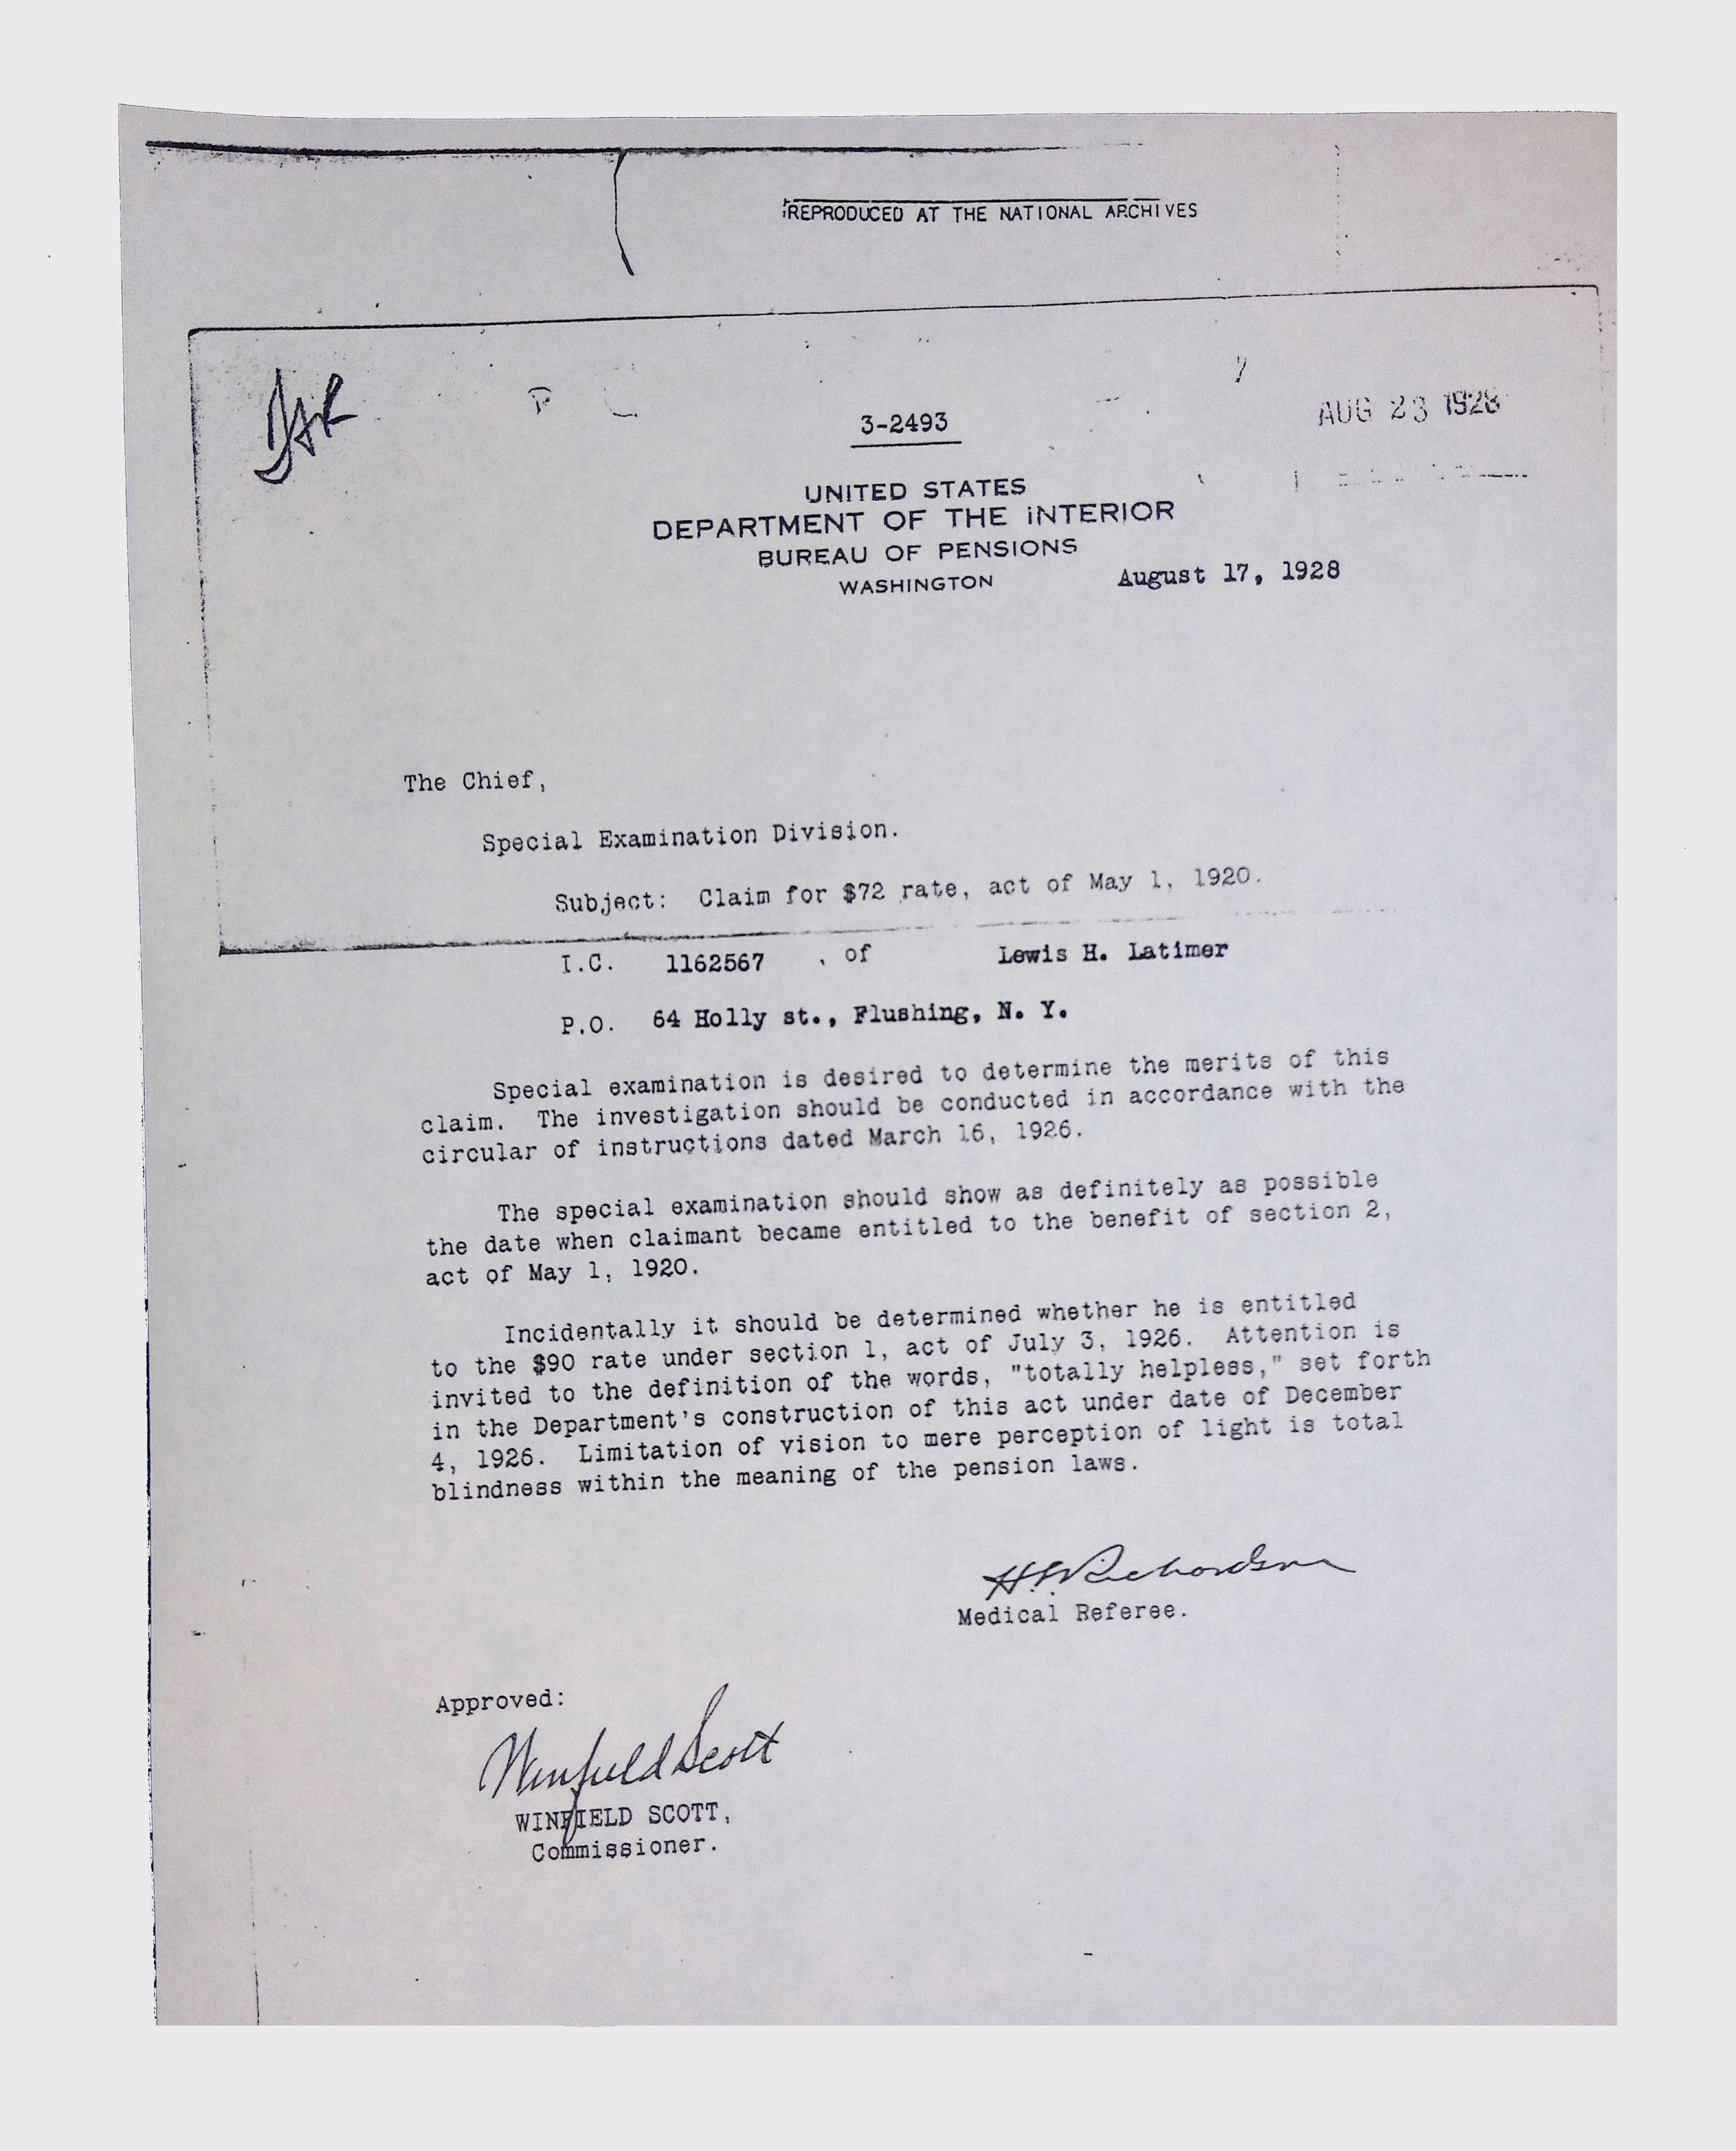 REPRODUCED AT THE NATIONAL ARCHIVES
3-2493
AUG 23 1928
UNITED STATES
DEPARTMENT OF THE INTERIOR
BUREAU OF PENSIONS
WASHINGTON August 17, 1928
The Chief,
Special Examination Division.
Subject: Claim for $72 rate, act of May 1, 1920.
I.C. 1162567 , of Lewis H. Latimer
P.O. 64 Holly st., Flushing, N. Y.
Special examination is desired to determine the merits of this
claim. The investigation should be conducted in accordance with the
circular of instructions dated March 16, 1926.
The special examination should show as definitely as possible
the date when claimant became entitled to the benefit of section 2,
act of May 1, 1920.
Incidentally it should be determined whether he is entitled
to the $90 rate under section 1, act of July 3, 1926. Attention is
invited to the definition of the words, "totally helpless," set forth
in the Department's construction of this act under date of December
4, 1926. Limitation of vision to mere perception of light is total
blindness within the meaning of the pension laws.
Richardson
Medical Referee.
Approved:
Winfield Scott
WINFIELD SCOTT,
Commissioner.